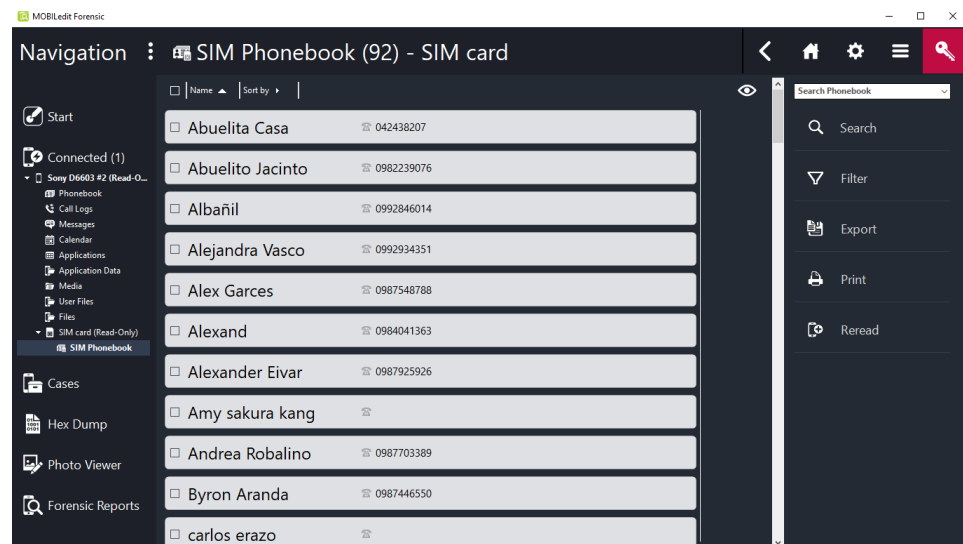 MOBILedit Forensic
Navigation
SIM Phonebook (92) - SIM card
Name
Sort by
Search Phonebook
Start
Connected (1)
Sony D6603 #2 (Read-O...
Phonebook
Call Logs
Messages
Calendar
Applications
Application Data
Media
User Files
Files
SIM card (Read-Only)
SIM Phonebook
Cases
Hex Dump
Photo Viewer
Forensic Reports
Abuelita Casa 042438207
Abuelito Jacinto 0982239076
Albañil 0992846014
Alejandra Vasco 0992934351
Alex Garces 0987548788
Alexand 0984041363
Alexander Eivar 0987925926
Amy sakura kang
Andrea Robalino 0987703389
Byron Aranda 0987446550
carlos erazo
Search
Filter
Export
Print
Reread